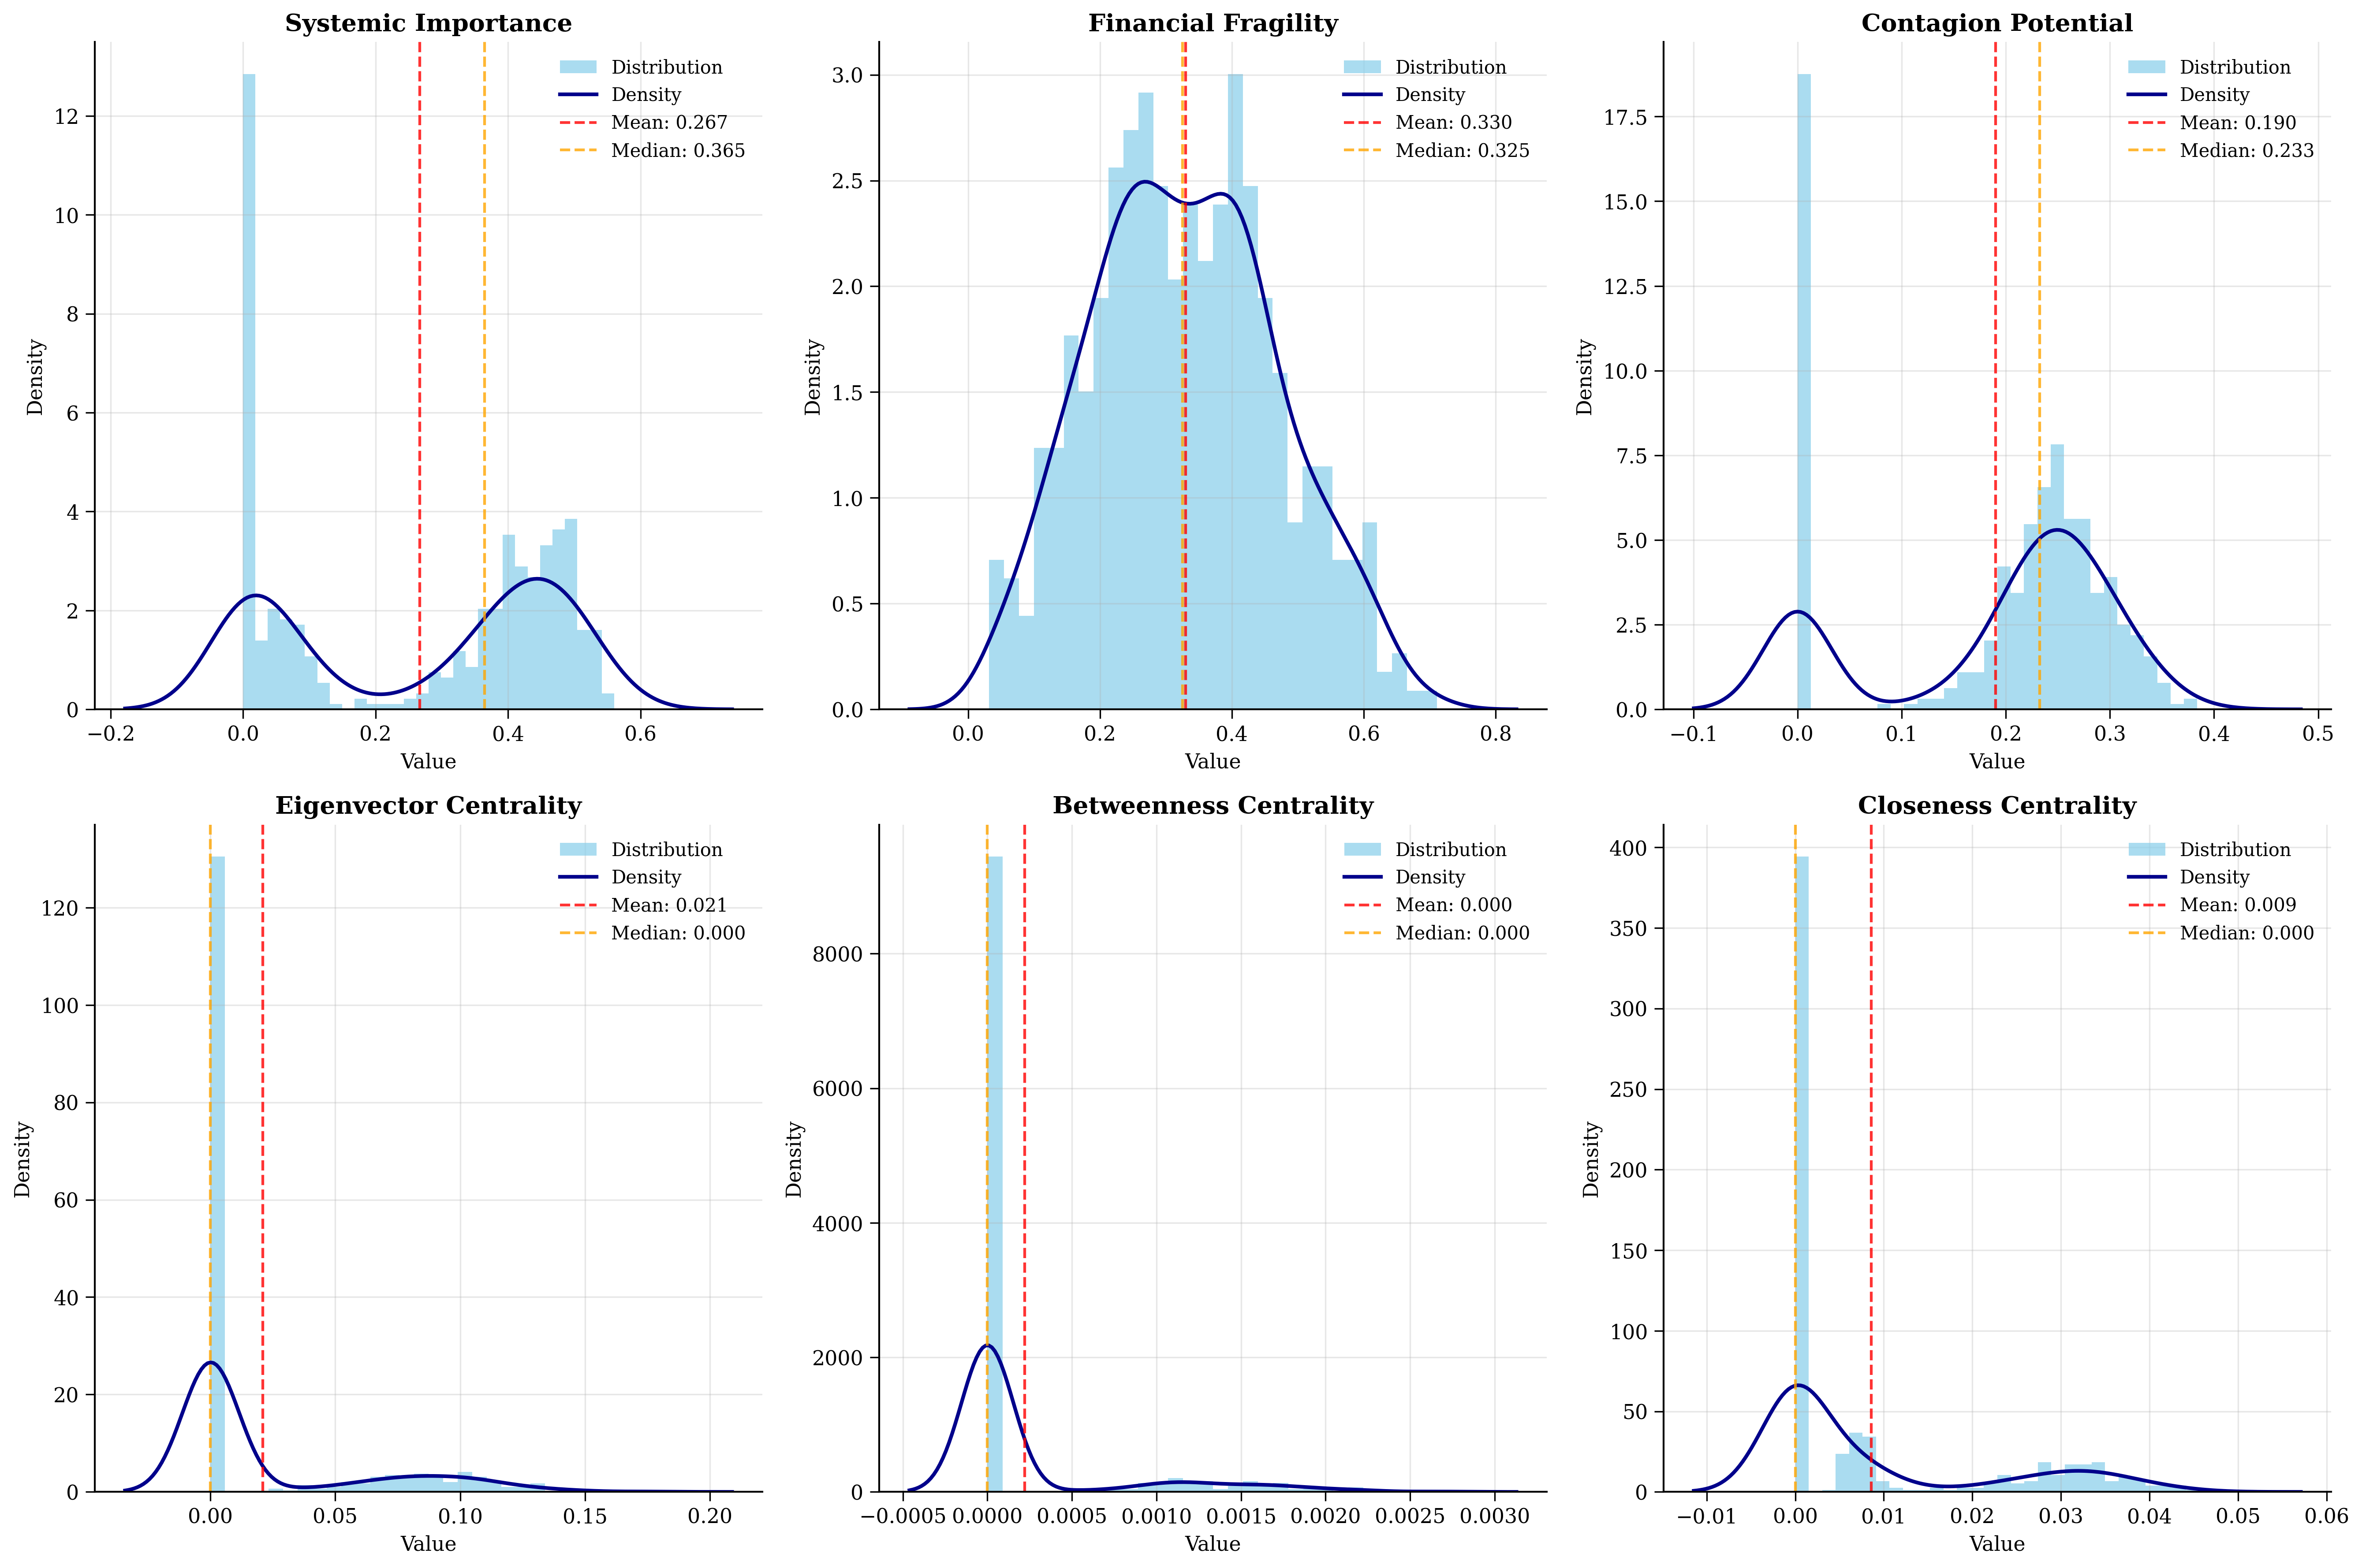 Systemic Importance
Distribution
Density
Mean: 0.267
Median: 0.365
Density
12
10
8
6
4
2
0
−0.2 0.0 0.2 0.4 0.6
Value
Financial Fragility
Distribution
Density
Mean: 0.330
Median: 0.325
Density
3.0
2.5
2.0
1.5
1.0
0.5
0.0
0.0 0.2 0.4 0.6 0.8
Value
Contagion Potential
Distribution
Density
Mean: 0.190
Median: 0.233
Density
17.5
15.0
12.5
10.0
7.5
5.0
2.5
0.0
−0.1 0.0 0.1 0.2 0.3 0.4 0.5
Value
Eigenvector Centrality
Distribution
Density
Mean: 0.021
Median: 0.000
Density
120
100
80
60
40
20
0
0.00 0.05 0.10 0.15 0.20
Value
Betweenness Centrality
Distribution
Density
Mean: 0.000
Median: 0.000
Density
8000
6000
4000
2000
0
−0.0005 0.0000 0.0005 0.0010 0.0015 0.0020 0.0025 0.0030
Value
Closeness Centrality
Distribution
Density
Mean: 0.009
Median: 0.000
Density
400
350
300
250
200
150
100
50
0
−0.01 0.00 0.01 0.02 0.03 0.04 0.05 0.06
Value